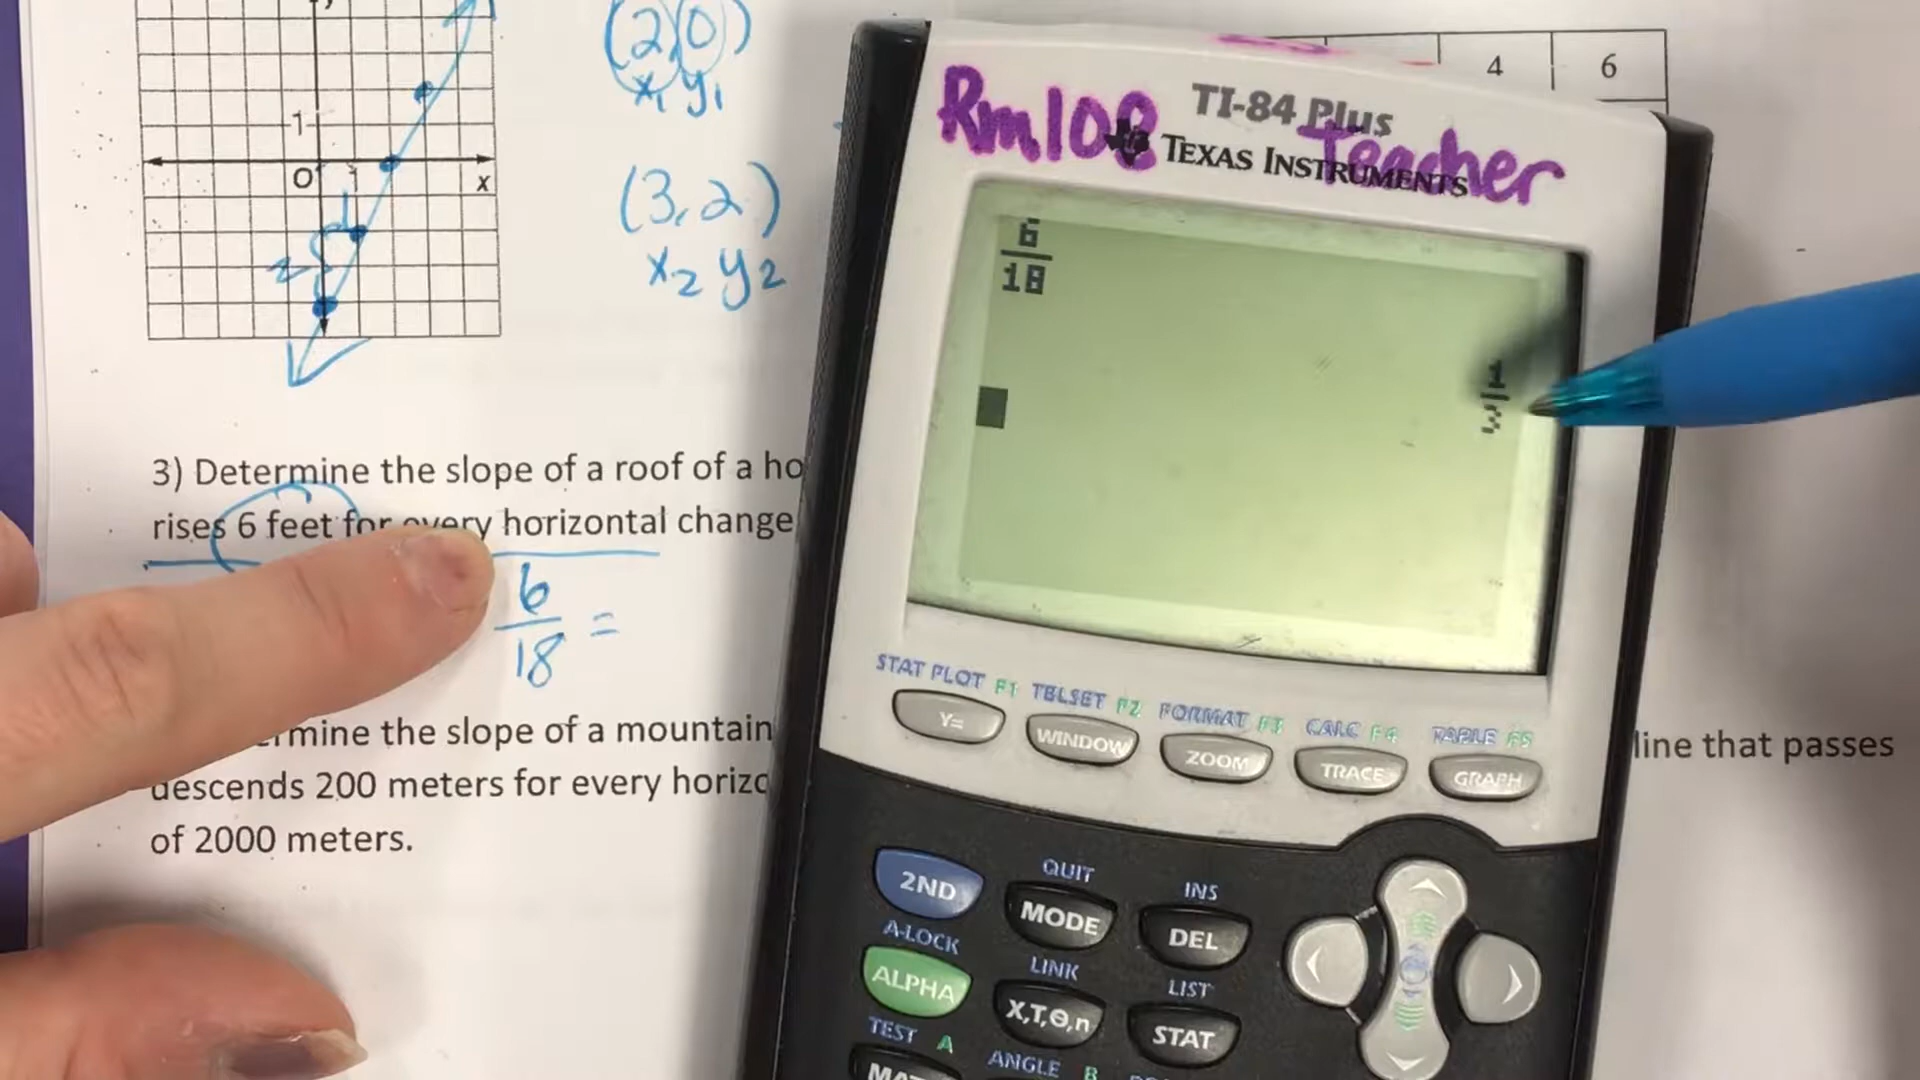 1
O
1
x
2
1
(2,0)
x1 y1
(3,2)
x2 y2
4 6
Rm108 Teacher
TI-84 Plus
TEXAS INSTRUMENTS
6
18
1
3
3) Determine the slope of a roof of a ho
rises 6 feet for every horizontal change
6
18 =
ermine the slope of a mountain
descends 200 meters for every horizo
of 2000 meters.
line that passes
STAT PLOT F1 TBLSET F2 FORMAT F3 CALC F4 TABLE F5
Y= WINDOW ZOOM TRACE GRAPH
QUIT INS
2ND MODE DEL
A-LOCK LINK LIST
ALPHA X,T,θ,n STAT
TEST A ANGLE B
MAT